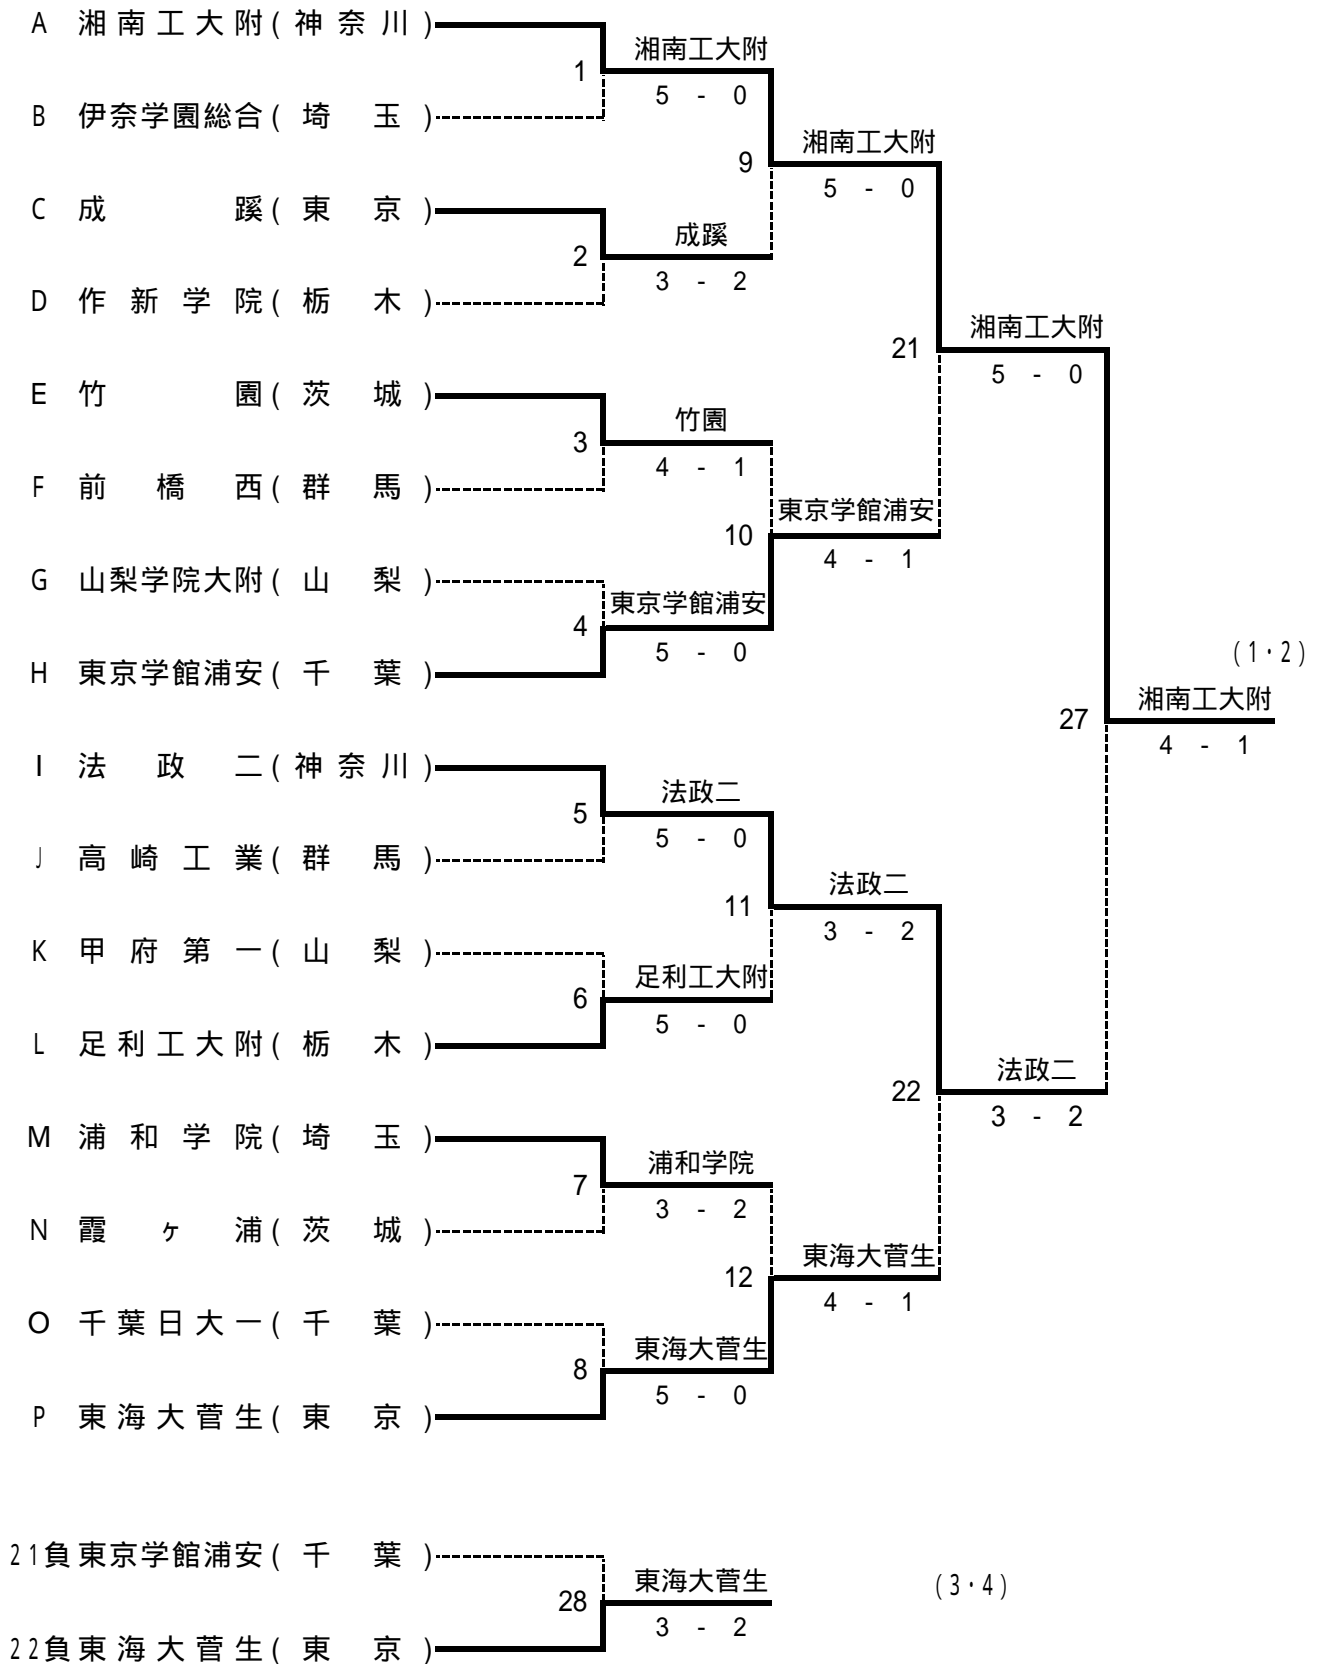 A 湘南工大附(神奈川)
湘南工大附
1
5 - 0
B 伊奈学園総合(埼玉)
湘南工大附
9
5 - 0
C 成蹊(東京)
成蹊
2
3 - 2
D 作新学院(栃木)
湘南工大附
21
5 - 0
E 竹園(茨城)
竹園
3
4 - 1
F 前橋西(群馬)
東京学館浦安
10
4 - 1
G 山梨学院大附(山梨)
東京学館浦安
4
5 - 0
H 東京学館浦安(千葉)
(1・2)
湘南工大附
27
4 - 1
I 法政二(神奈川)
法政二
5
5 - 0
J 高崎工業(群馬)
法政二
11
3 - 2
K 甲府第一(山梨)
足利工大附
6
5 - 0
L 足利工大附(栃木)
法政二
22
3 - 2
M 浦和学院(埼玉)
浦和学院
7
3 - 2
N 霞ヶ浦(茨城)
東海大菅生
12
4 - 1
O 千葉日大一(千葉)
東海大菅生
8
5 - 0
P 東海大菅生(東京)
21負東京学館浦安(千葉)
東海大菅生
(3・4)
28
3 - 2
22負東海大菅生(東京)